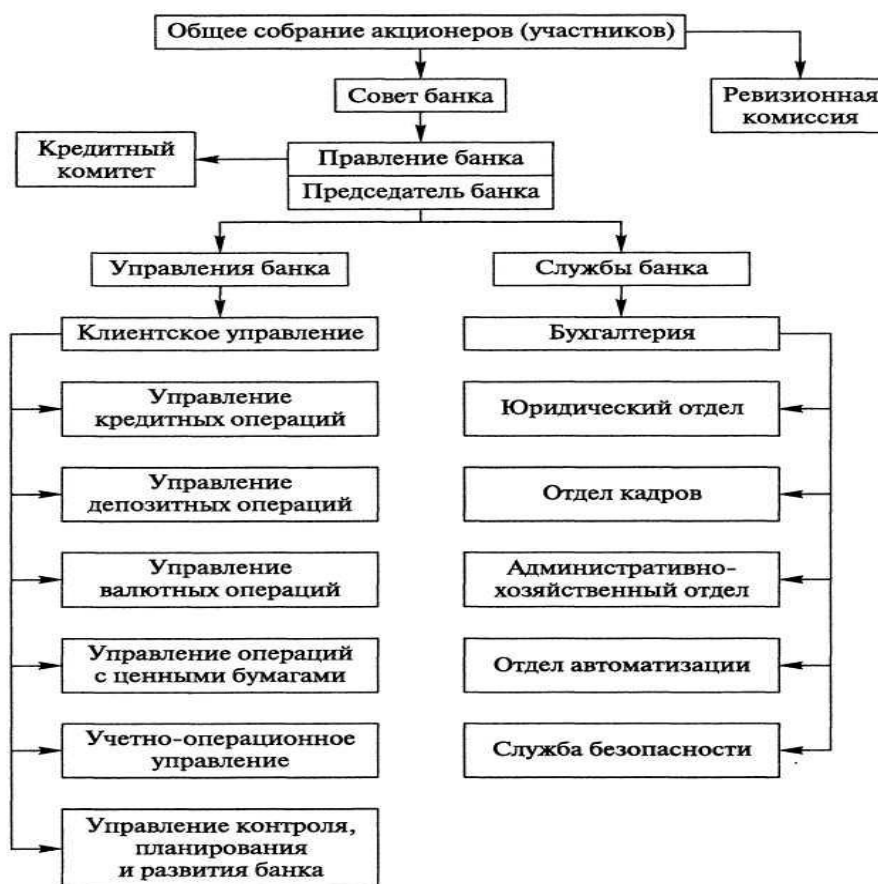 Общее собрание акционеров (участников)
Совет банка
Ревизионная
комиссия
Кредитный
комитет
Правление банка
Председатель банка
Управления банка
Службы банка
Клиентское управление
Бухгалтерия
Управление
кредитных операций
Юридический отдел
Управление
депозитных операций
Отдел кадров
Управление
валютных операций
Административно-
хозяйственный отдел
Управление операций
с ценными бумагами
Отдел автоматизации
Учетно-операционное
управление
Служба безопасности
Управление контроля,
планирования
и развития банка